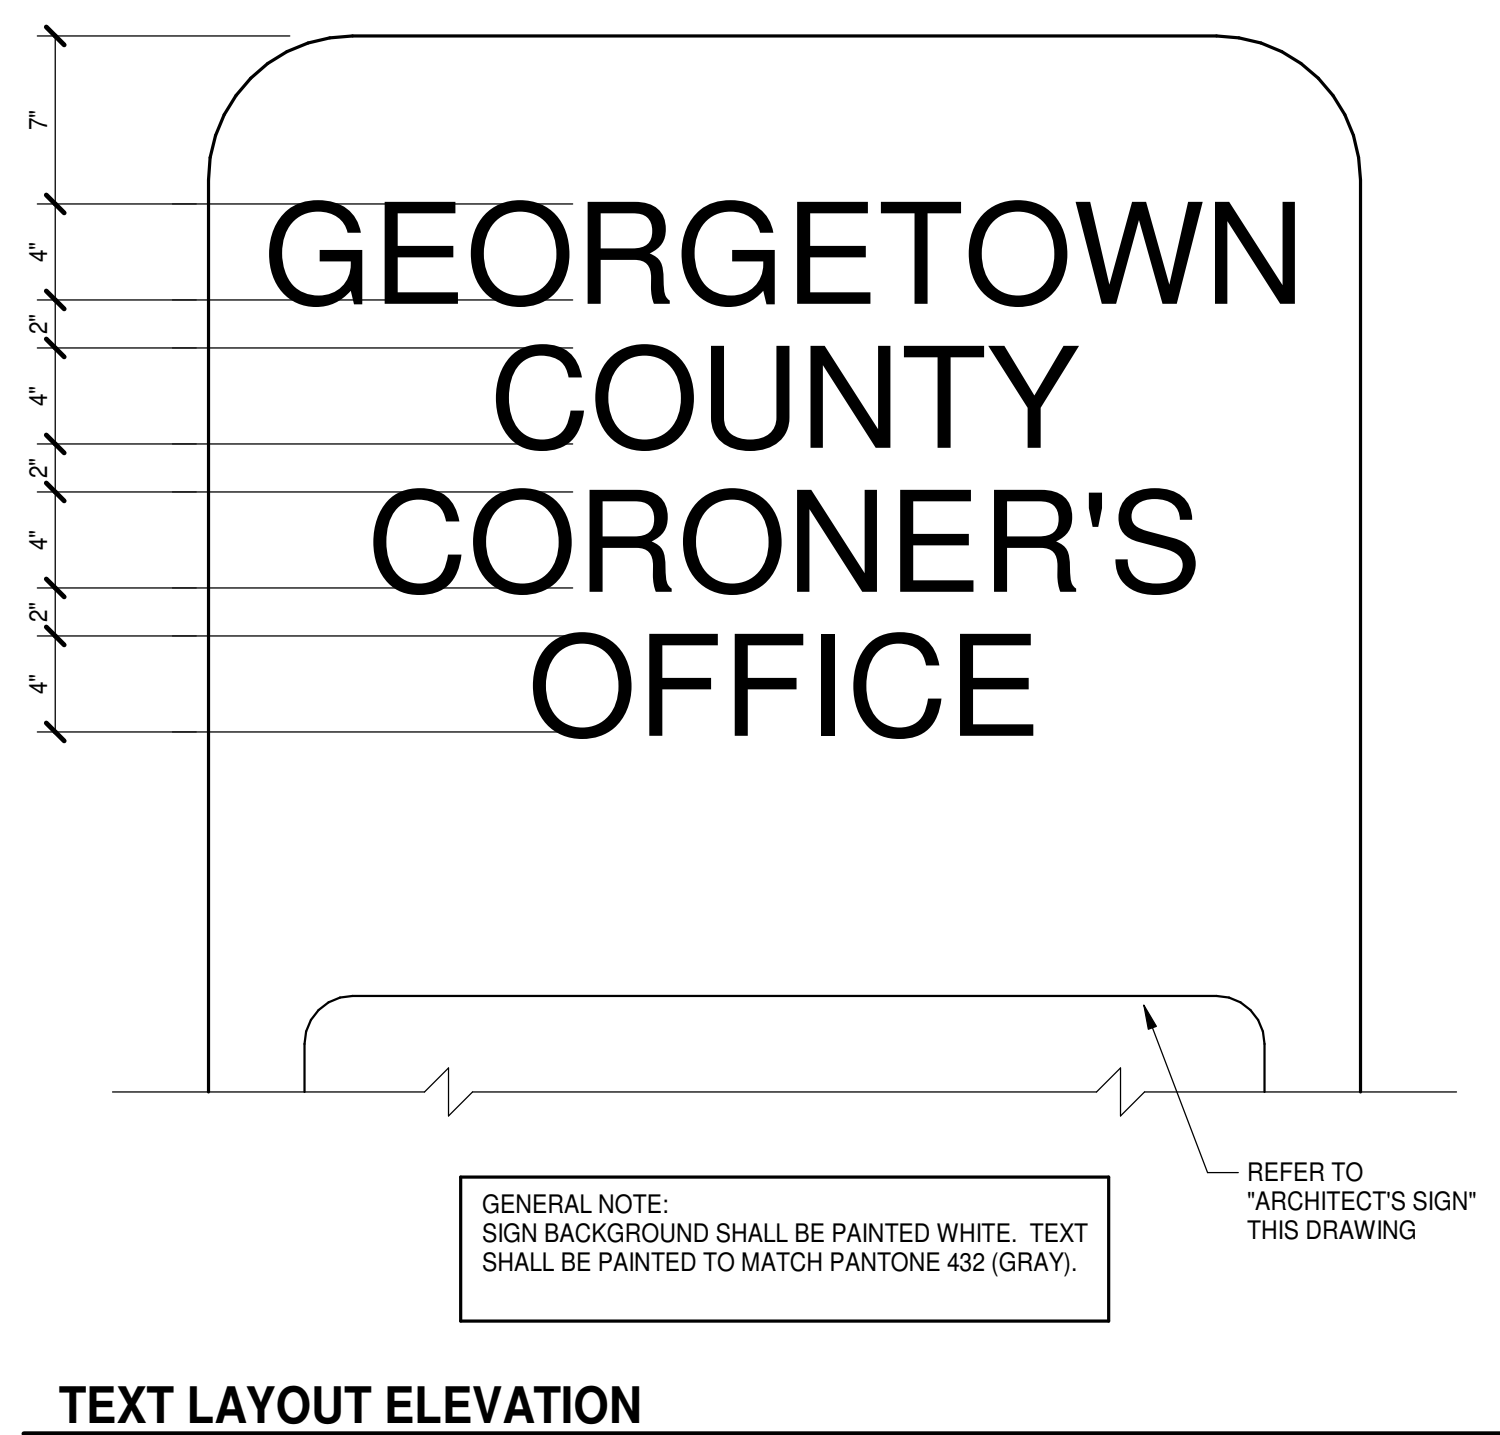 7"
4"
2"
4"
2"
4"
2"
4"
GEORGETOWN
COUNTY
CORONER'S
OFFICE
REFER TO
"ARCHITECT'S SIGN"
THIS DRAWING
GENERAL NOTE:
SIGN BACKGROUND SHALL BE PAINTED WHITE. TEXT
SHALL BE PAINTED TO MATCH PANTONE 432 (GRAY).
TEXT LAYOUT ELEVATION